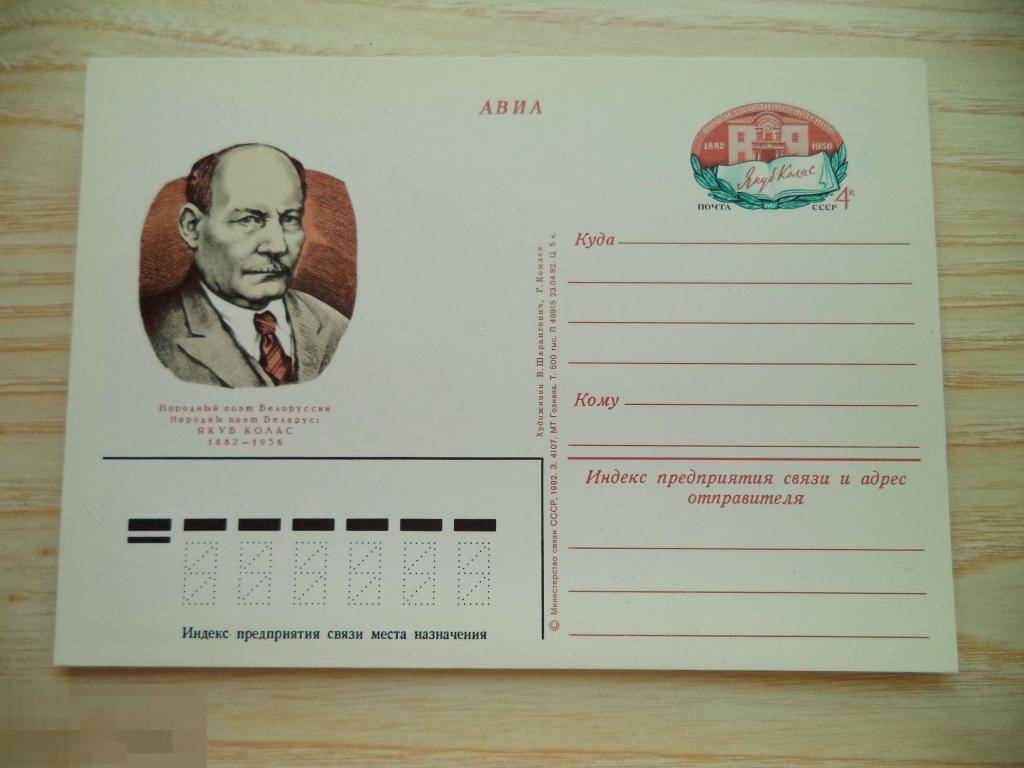 АВИА
1882 1956
Якуб Колас
ПОЧТА СССР 4к
Народный поэт Белоруссии
Народны паэт Беларусі
ЯКУБ КОЛАС
1882—1956
Куда
Кому
Индекс предприятия связи и адрес
отправителя
Индекс предприятия связи места назначения
Художники В. Шарангович, Г. Комлев
© Министерство связи СССР, 1982. З. 4107. МТ Гознака. Т. 500 тыс. Л 49915 23.04.82. Ц. 5 к.